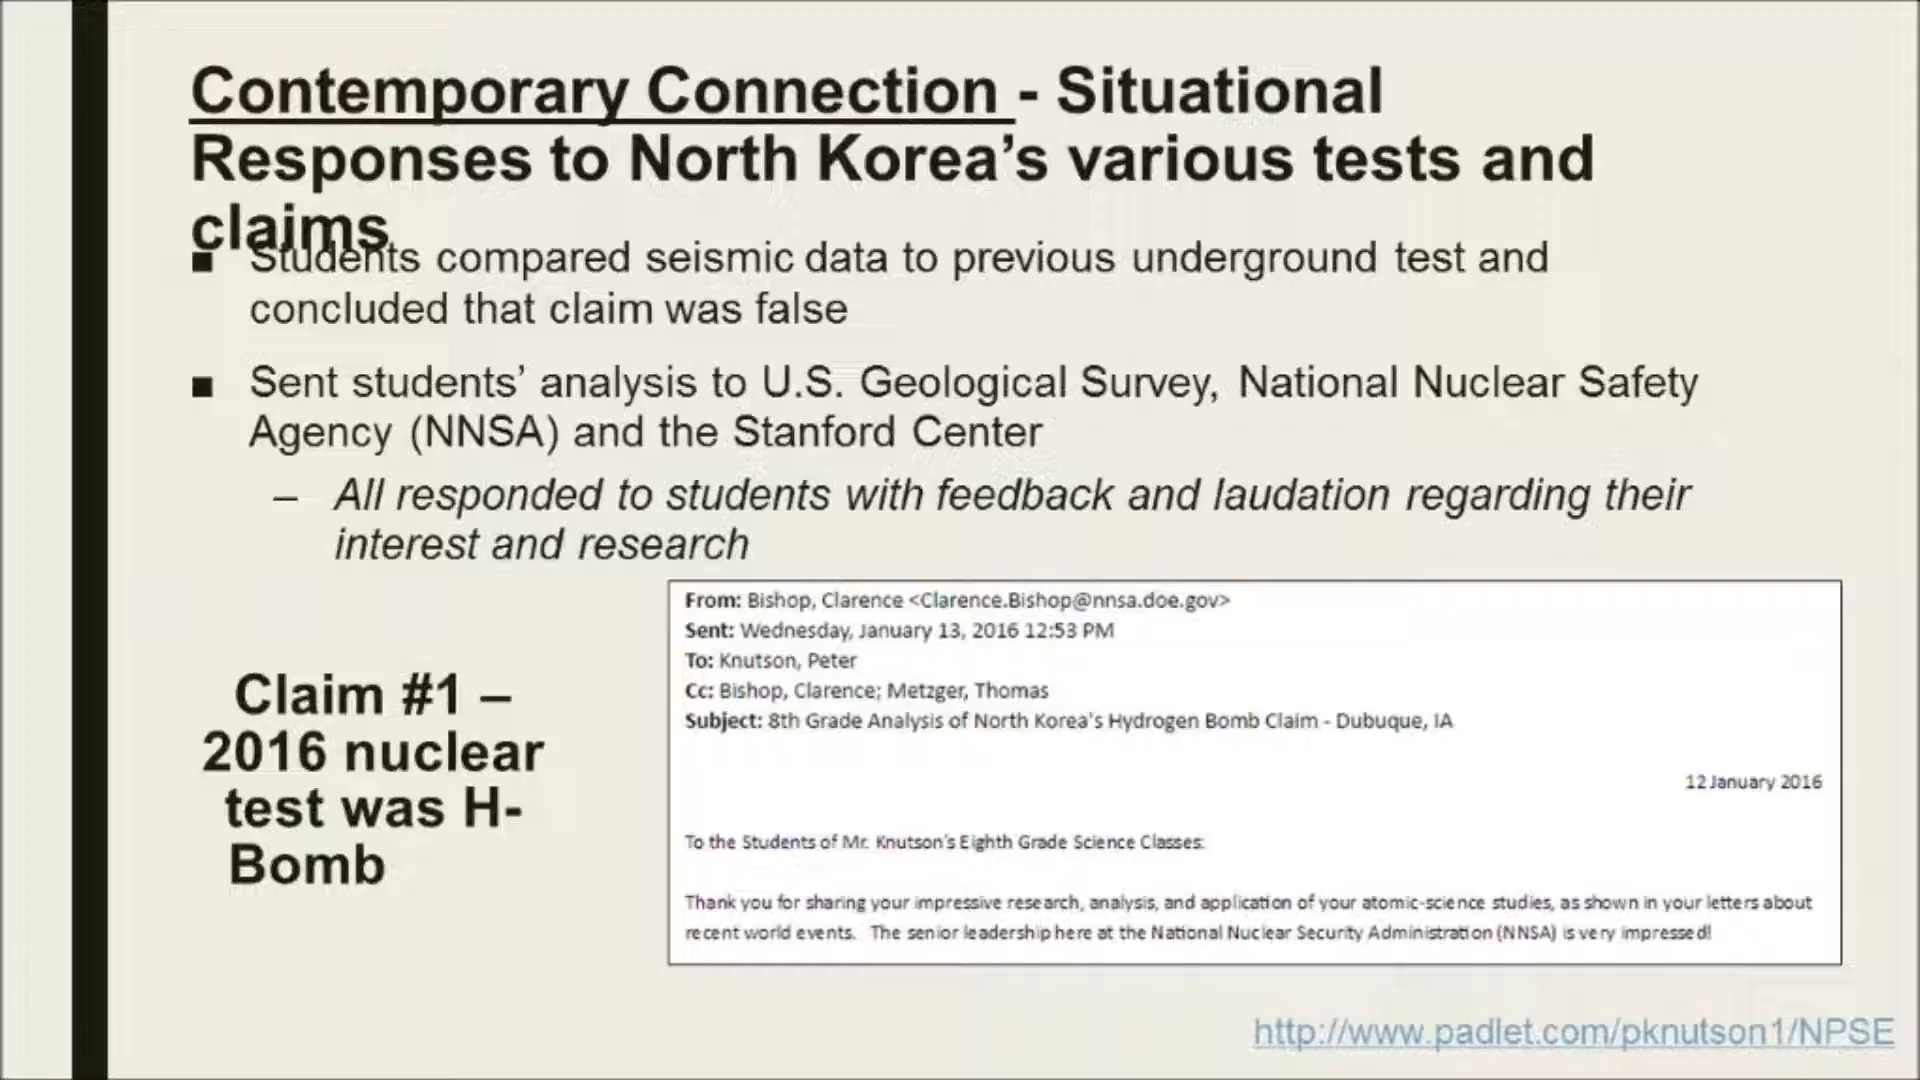 Contemporary Connection - Situational
Responses to North Korea's various tests and
claims
■ Students compared seismic data to previous underground test and
concluded that claim was false
■ Sent students' analysis to U.S. Geological Survey, National Nuclear Safety
Agency (NNSA) and the Stanford Center
– All responded to students with feedback and laudation regarding their
interest and research
Claim #1 –
2016 nuclear
test was H-
Bomb
From: Bishop, Clarence <Clarence.Bishop@nnsa.doe.gov>
Sent: Wednesday, January 13, 2016 12:53 PM
To: Knutson, Peter
Cc: Bishop, Clarence; Metzger, Thomas
Subject: 8th Grade Analysis of North Korea's Hydrogen Bomb Claim - Dubuque, IA
12 January 2016
To the Students of Mr. Knutson's Eighth Grade Science Classes:
Thank you for sharing your impressive research, analysis, and application of your atomic-science studies, as shown in your letters about
recent world events. The senior leadership here at the National Nuclear Security Administration (NNSA) is very impressed!
http://www.padlet.com/pknutson1/NPSE